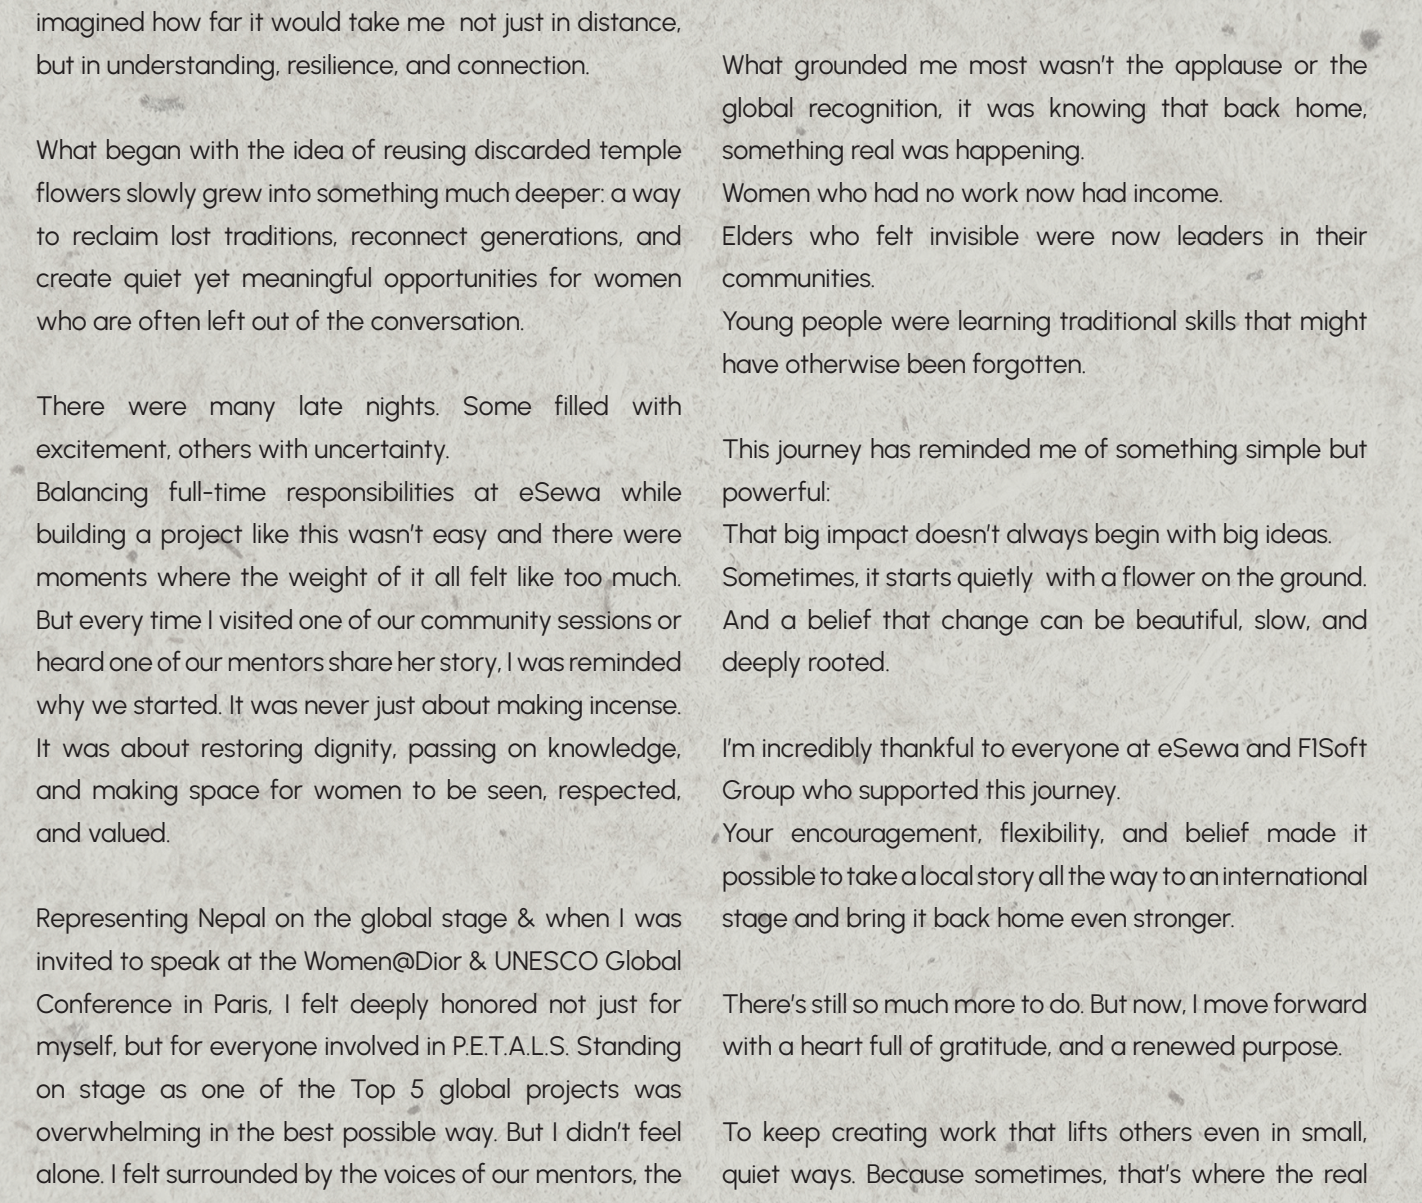 imagined how far it would take me  not just in distance,
but in understanding, resilience, and connection.
What began with the idea of reusing discarded temple
flowers slowly grew into something much deeper: a way
to reclaim lost traditions, reconnect generations, and
create quiet yet meaningful opportunities for women
who are often left out of the conversation.
There were many late nights. Some filled with
excitement, others with uncertainty.
Balancing full-time responsibilities at eSewa while
building a project like this wasn't easy and there were
moments where the weight of it all felt like too much.
But every time I visited one of our community sessions or
heard one of our mentors share her story, I was reminded
why we started. It was never just about making incense.
It was about restoring dignity, passing on knowledge,
and making space for women to be seen, respected,
and valued.
Representing Nepal on the global stage & when I was
invited to speak at the Women@Dior & UNESCO Global
Conference in Paris, I felt deeply honored not just for
myself, but for everyone involved in P.E.T.A.L.S. Standing
on stage as one of the Top 5 global projects was
overwhelming in the best possible way. But I didn't feel
alone. I felt surrounded by the voices of our mentors, the
What grounded me most wasn't the applause or the
global recognition, it was knowing that back home,
something real was happening.
Women who had no work now had income.
Elders who felt invisible were now leaders in their
communities.
Young people were learning traditional skills that might
have otherwise been forgotten.
This journey has reminded me of something simple but
powerful:
That big impact doesn't always begin with big ideas.
Sometimes, it starts quietly  with a flower on the ground.
And a belief that change can be beautiful, slow, and
deeply rooted.
I'm incredibly thankful to everyone at eSewa and F1Soft
Group who supported this journey.
Your encouragement, flexibility, and belief made it
possible to take a local story all the way to an international
stage and bring it back home even stronger.
There's still so much more to do. But now, I move forward
with a heart full of gratitude, and a renewed purpose.
To keep creating work that lifts others even in small,
quiet ways. Because sometimes, that's where the real